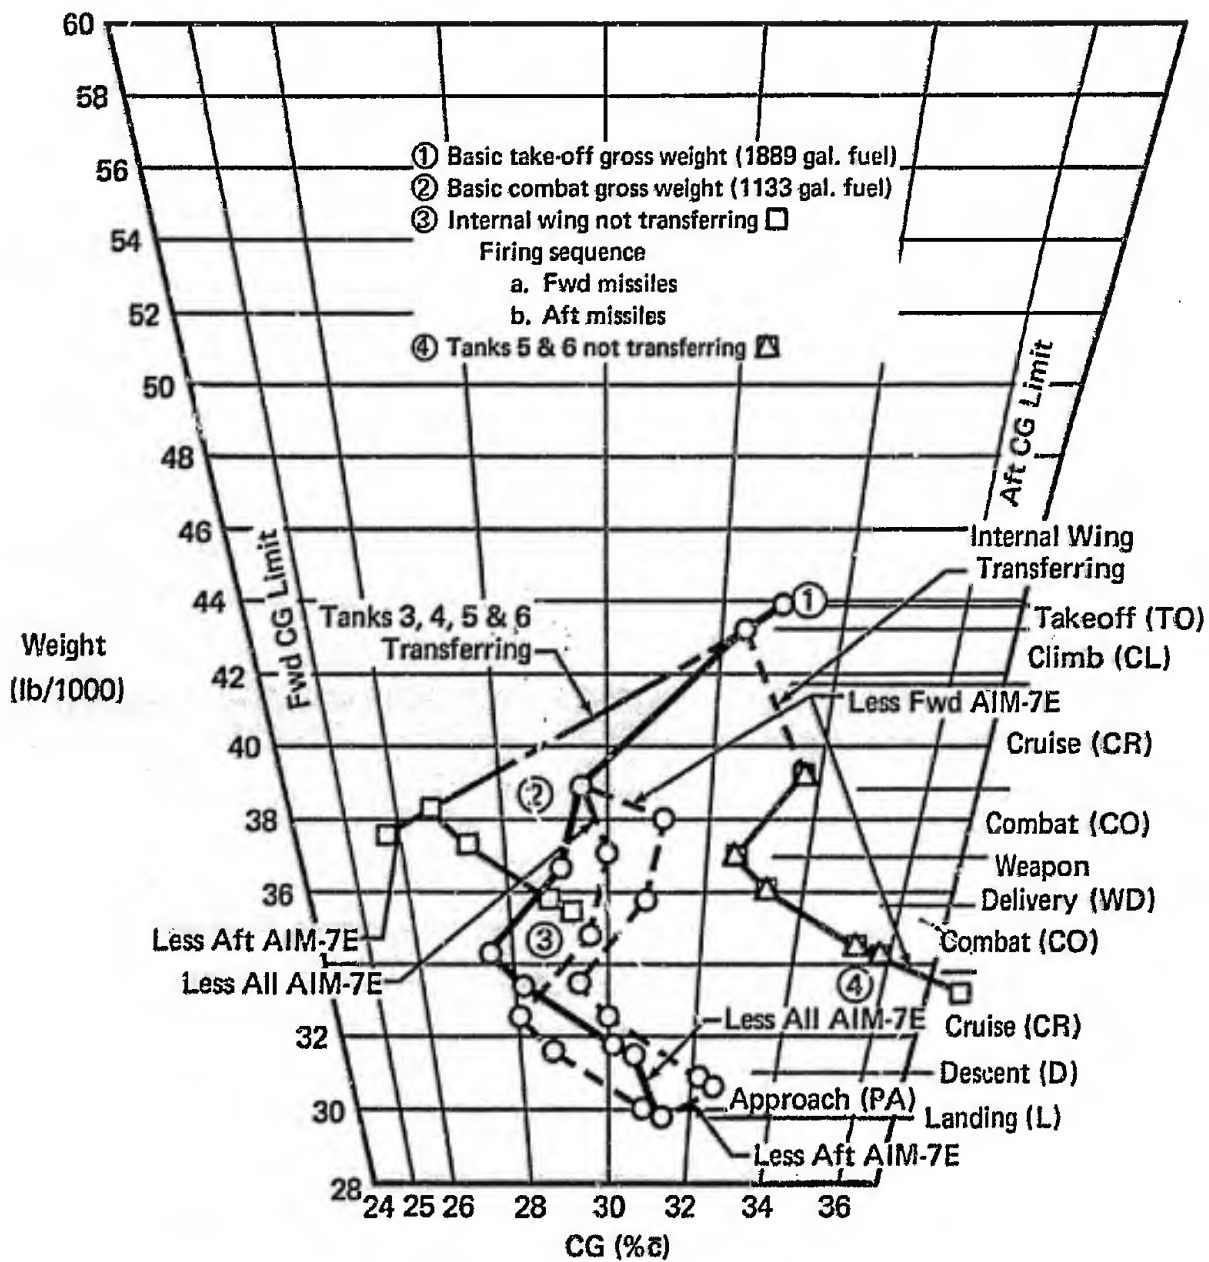 60
58
56
54
52
50
48
46
44
42
40
38
36
32
30
28
Weight
(lb/1000)
① Basic take-off gross weight (1889 gal. fuel)
② Basic combat gross weight (1133 gal. fuel)
③ Internal wing not transferring
Firing sequence
a. Fwd missiles
b. Aft missiles
④ Tanks 5 & 6 not transferring
Fwd CG Limit
Aft CG Limit
Internal Wing
Transferring
Tanks 3, 4, 5 & 6
Transferring
①
Takeoff (TO)
Climb (CL)
Less Fwd AIM-7E
Cruise (CR)
②
Combat (CO)
Weapon
Delivery (WD)
Less Aft AIM-7E
③
Combat (CO)
Less All AIM-7E
④
Less All AIM-7E
Cruise (CR)
Descent (D)
Approach (PA)
Landing (L)
Less Aft AIM-7E
24 25 26 28 30 32 34 36
CG (%c̄)